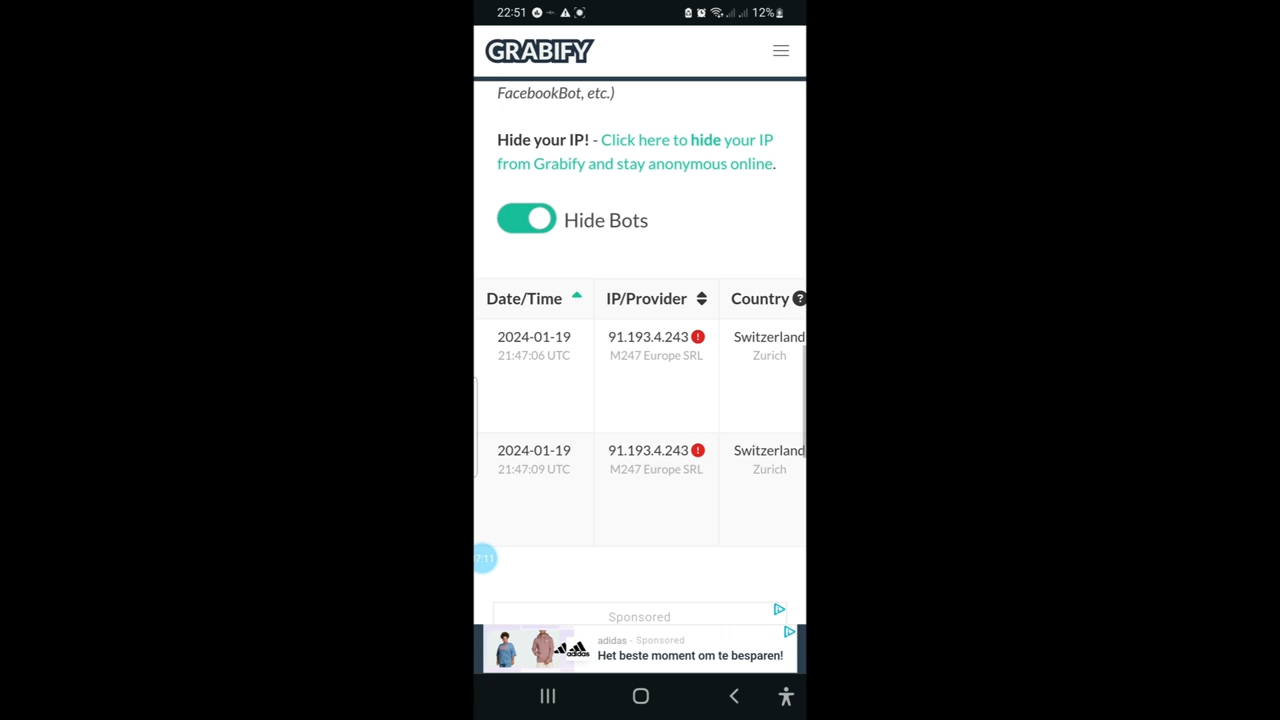 22:51
12%
GRABIFY
FacebookBot, etc.)
Hide your IP! - Click here to hide your IP
from Grabify and stay anonymous online.
Hide Bots
Date/Time IP/Provider Country ?
2024-01-19 91.193.4.243 ! Switzerland
21:47:06 UTC M247 Europe SRL Zurich
2024-01-19 91.193.4.243 ! Switzerland
21:47:09 UTC M247 Europe SRL Zurich
7:11
Sponsored
adidas - Sponsored
adidas
Het beste moment om te besparen!